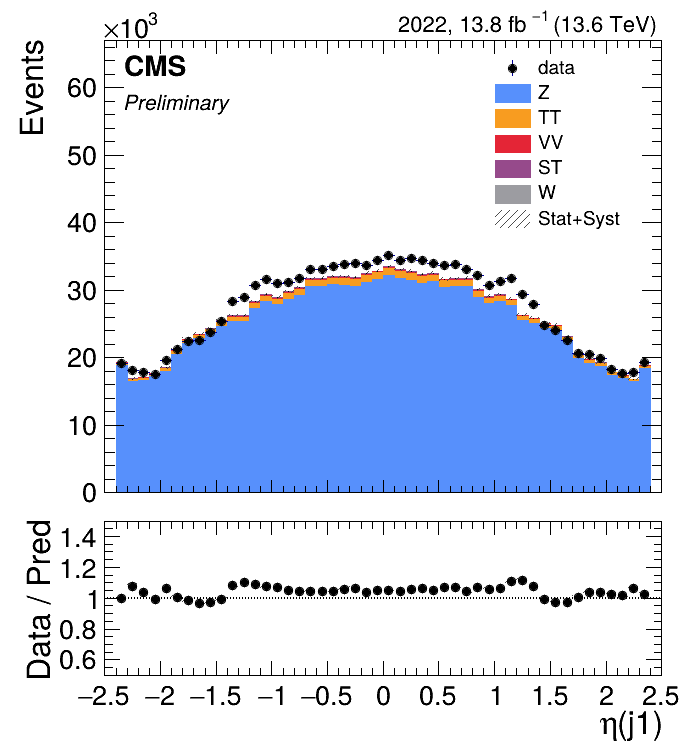 ×10³ 2022, 13.8 fb⁻¹ (13.6 TeV)
Events
CMS
Preliminary
data
Z
TT
VV
ST
W
Stat+Syst
60
50
40
30
20
10
0
Data / Pred
1.4
1.2
1
0.8
0.6
−2.5 −2 −1.5 −1 −0.5 0 0.5 1 1.5 2 2.5
η(j1)